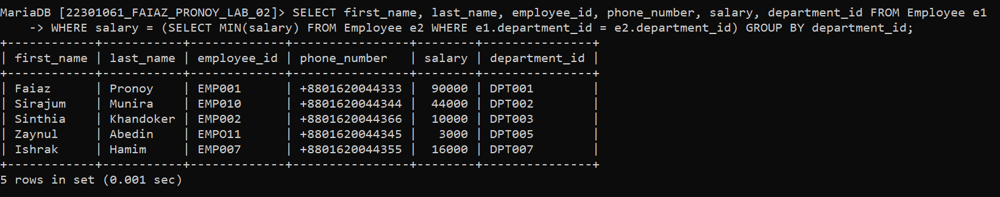 MariaDB [22301061_FAIAZ_PRONOY_LAB_02]> SELECT first_name, last_name, employee_id, phone_number, salary, department_id FROM Employee e1
    -> WHERE salary = (SELECT MIN(salary) FROM Employee e2 WHERE e1.department_id = e2.department_id) GROUP BY department_id;
+------------+-----------+-------------+----------------+--------+---------------+
| first_name | last_name | employee_id | phone_number   | salary | department_id |
+------------+-----------+-------------+----------------+--------+---------------+
| Faiaz      | Pronoy    | EMP001      | +8801620044333 |  90000 | DPT001        |
| Sirajum    | Munira    | EMP010      | +8801620044344 |  44000 | DPT002        |
| Sinthia    | Khandoker | EMP002      | +8801620044366 |  10000 | DPT003        |
| Zaynul     | Abedin    | EMPO11      | +8801620044345 |   3000 | DPT005        |
| Ishrak     | Hamim     | EMP007      | +8801620044355 |  16000 | DPT007        |
+------------+-----------+-------------+----------------+--------+---------------+
5 rows in set (0.001 sec)